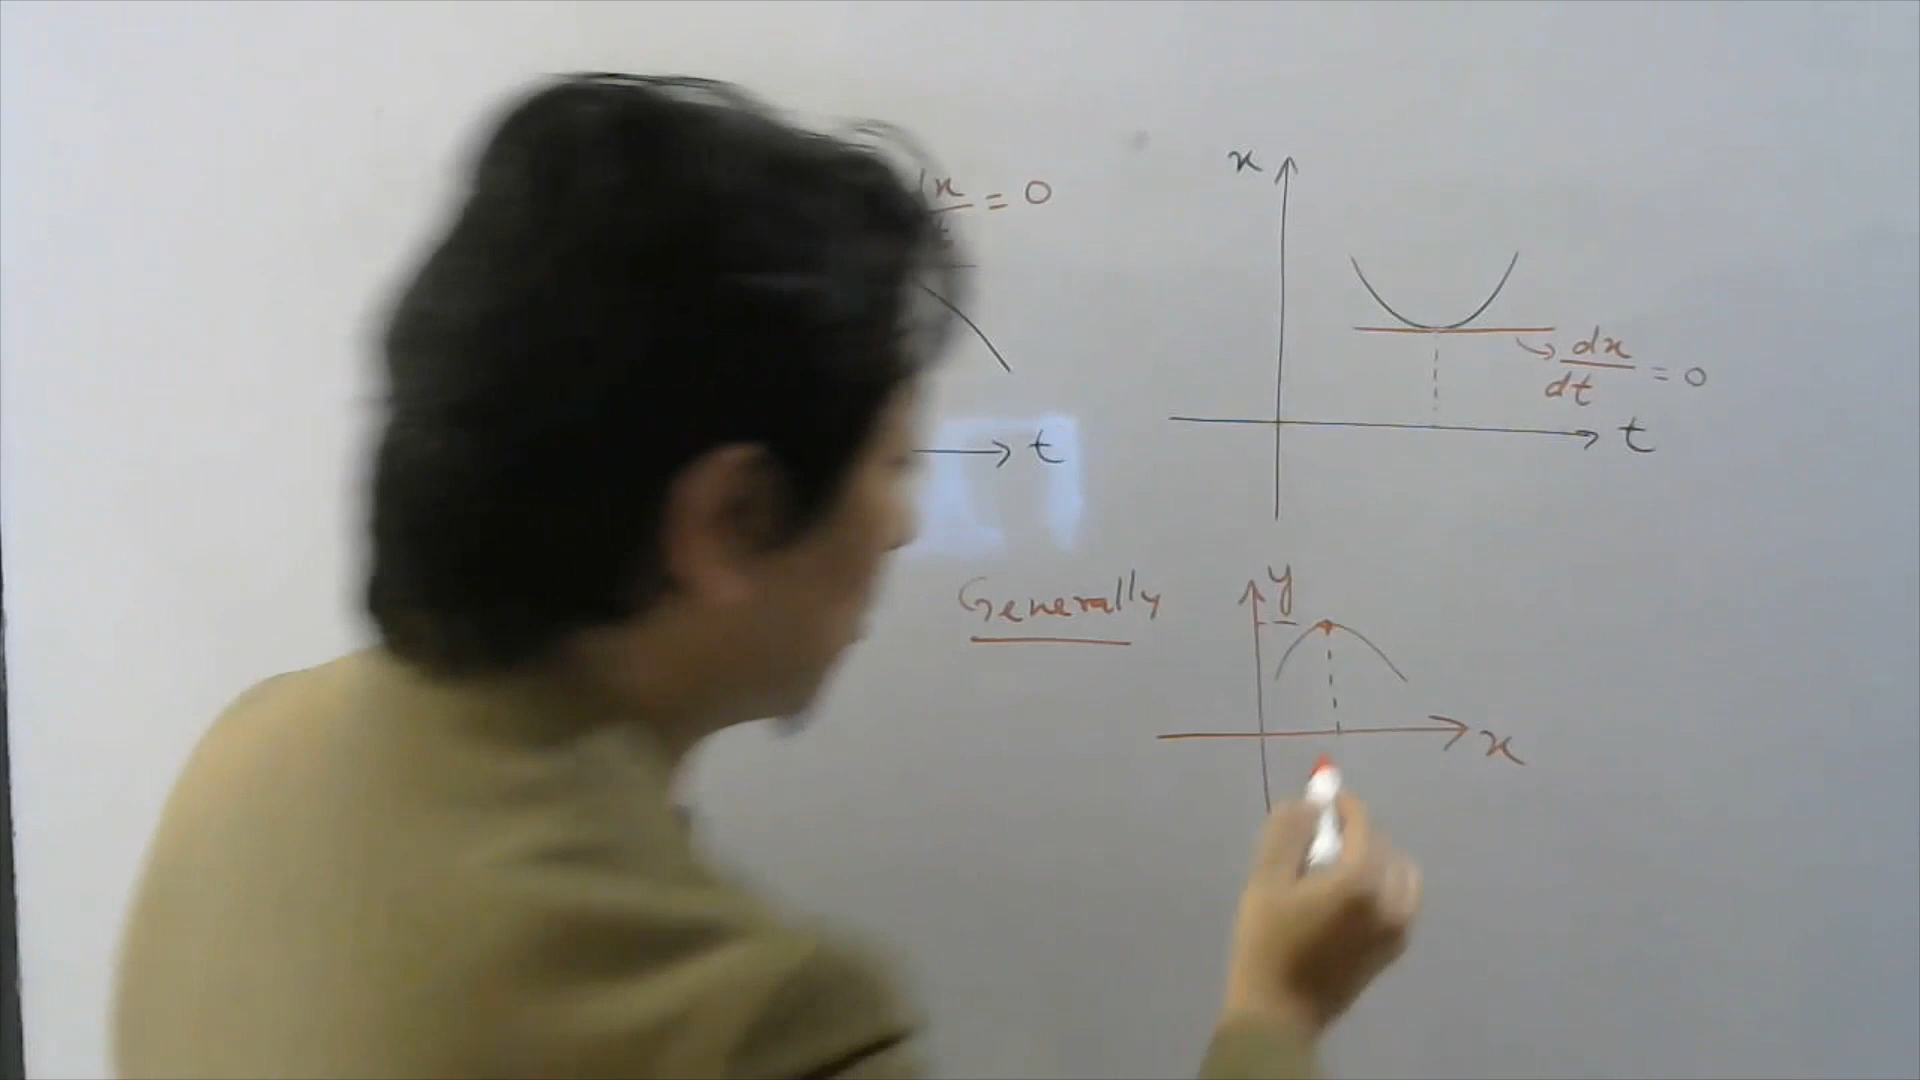 x
= 0
dx/dt = 0
t
t
Generally
y
x